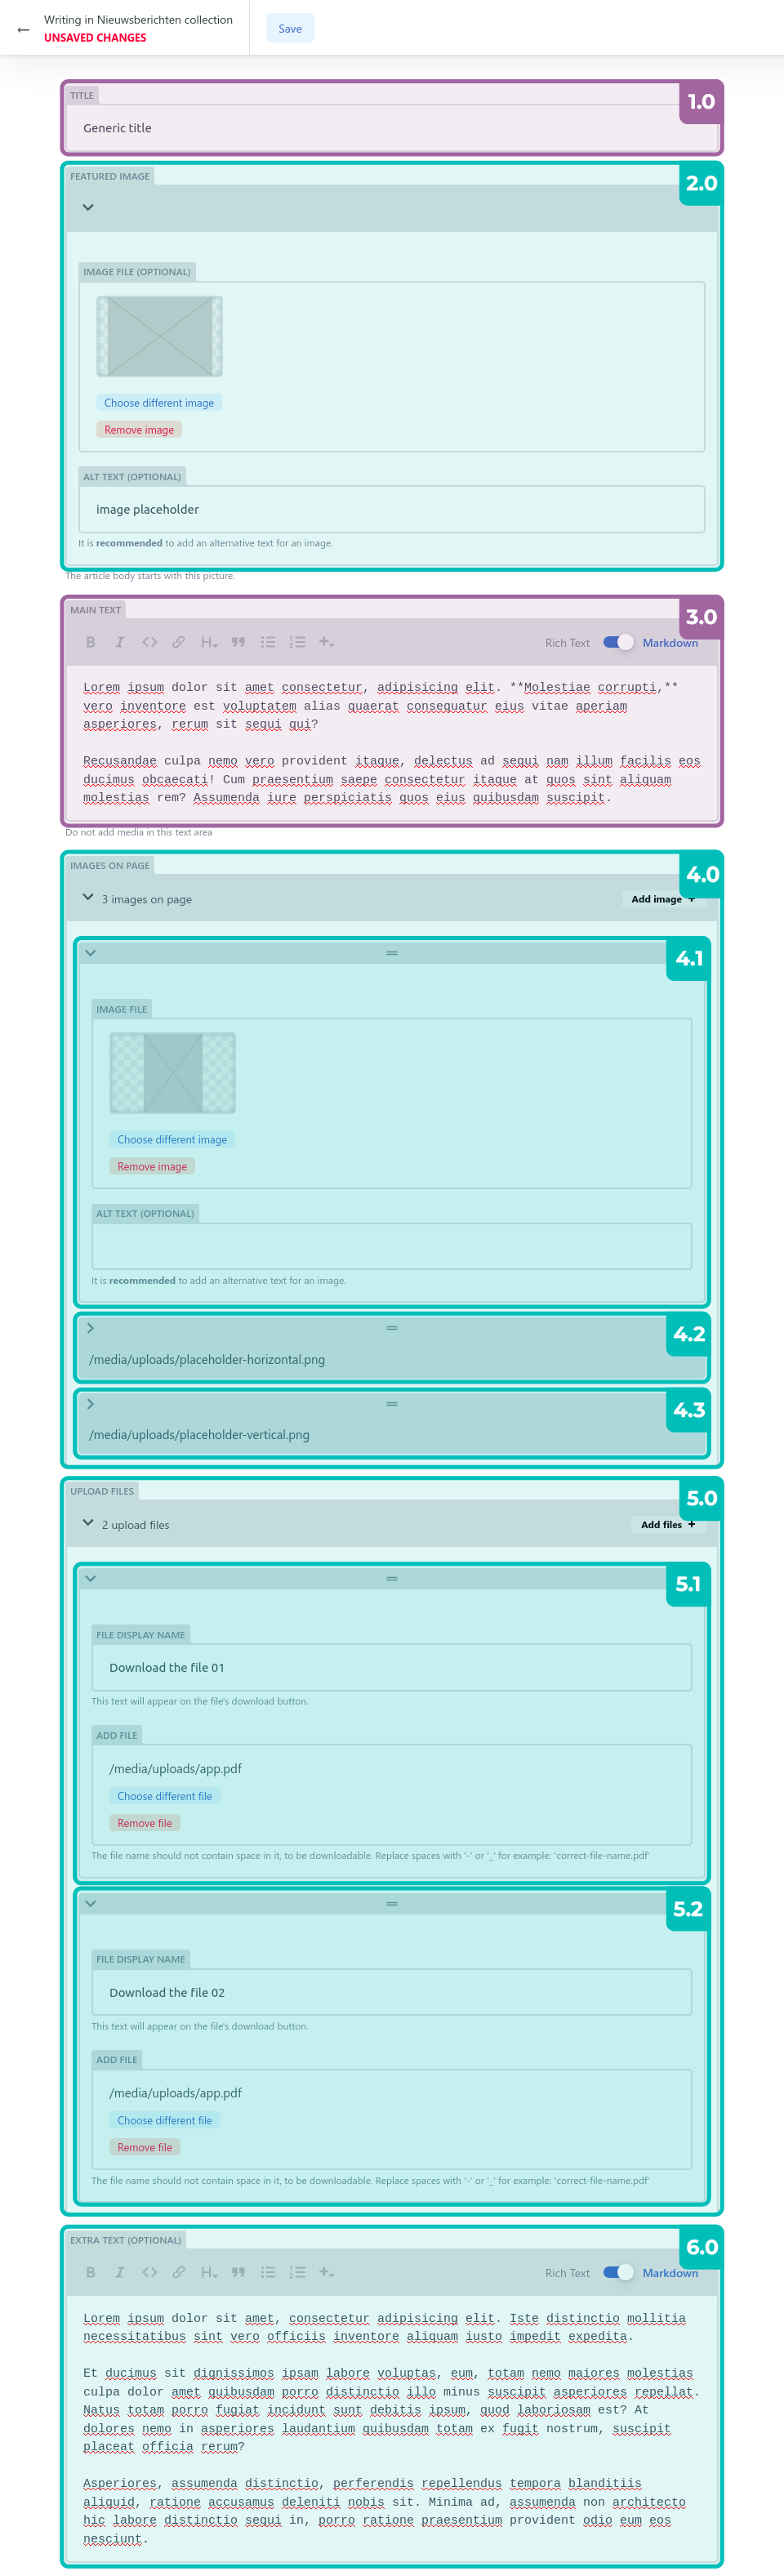 Writing in Nieuwsberichten collection
UNSAVED CHANGES
Save
TITLE
1.0
Generic title
FEATURED IMAGE
2.0
IMAGE FILE (OPTIONAL)
Choose different image
Remove image
ALT TEXT (OPTIONAL)
image placeholder
It is recommended to add an alternative text for an image.
The article body starts with this picture.
MAIN TEXT
3.0
Rich Text Markdown
Lorem ipsum dolor sit amet consectetur, adipisicing elit. **Molestiae corrupti,**
vero inventore est voluptatem alias quaerat consequatur eius vitae aperiam
asperiores, rerum sit sequi qui?
Recusandae culpa nemo vero provident itaque, delectus ad sequi nam illum facilis eos
ducimus obcaecati! Cum praesentium saepe consectetur itaque at quos sint aliquam
molestias rem? Assumenda iure perspiciatis quos eius quibusdam suscipit.
Do not add media in this text area
IMAGES ON PAGE
4.0
3 images on page
Add image +
4.1
IMAGE FILE
Choose different image
Remove image
ALT TEXT (OPTIONAL)
It is recommended to add an alternative text for an image.
4.2
/media/uploads/placeholder-horizontal.png
4.3
/media/uploads/placeholder-vertical.png
UPLOAD FILES
5.0
2 upload files
Add files +
5.1
FILE DISPLAY NAME
Download the file 01
This text will appear on the file's download button.
ADD FILE
/media/uploads/app.pdf
Choose different file
Remove file
The file name should not contain space in it, to be downloadable. Replace spaces with '-' or '_' for example: 'correct-file-name.pdf'
5.2
FILE DISPLAY NAME
Download the file 02
This text will appear on the file's download button.
ADD FILE
/media/uploads/app.pdf
Choose different file
Remove file
The file name should not contain space in it, to be downloadable. Replace spaces with '-' or '_' for example: 'correct-file-name.pdf'
EXTRA TEXT (OPTIONAL)
6.0
Rich Text Markdown
Lorem ipsum dolor sit amet, consectetur adipisicing elit. Iste distinctio mollitia
necessitatibus sint vero officiis inventore aliquam iusto impedit expedita.
Et ducimus sit dignissimos ipsam labore voluptas, eum, totam nemo maiores molestias
culpa dolor amet quibusdam porro distinctio illo minus suscipit asperiores repellat.
Natus totam porro fugiat incidunt sunt debitis ipsum, quod laboriosam est? At
dolores nemo in asperiores laudantium quibusdam totam ex fugit nostrum, suscipit
placeat officia rerum?
Asperiores, assumenda distinctio, perferendis repellendus tempora blanditiis
aliquid, ratione accusamus deleniti nobis sit. Minima ad, assumenda non architecto
hic labore distinctio sequi in, porro ratione praesentium provident odio eum eos
nesciunt.